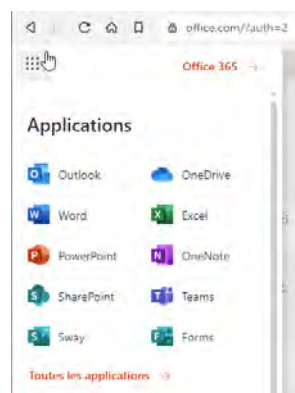 office.com/?auth=2
Office 365 →
Applications
Outlook OneDrive
Word Excel
PowerPoint OneNote
SharePoint Teams
Sway Forms
Toutes les applications →